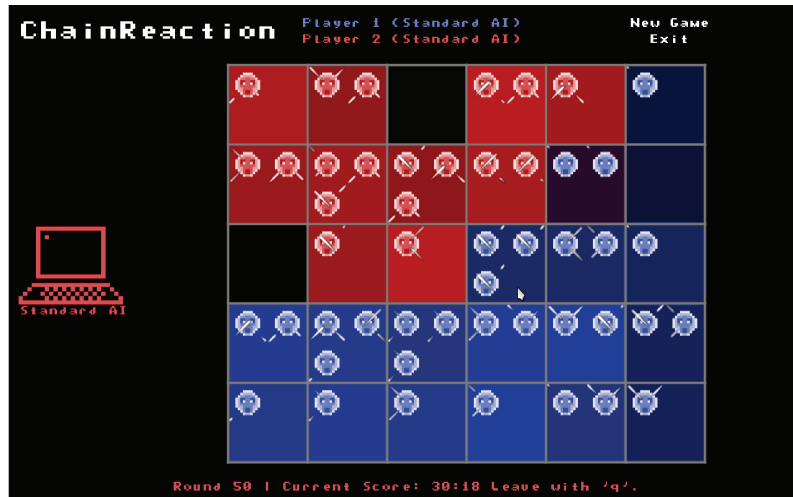 ChainReaction
Player 1 (Standard AI)
Player 2 (Standard AI)
New Game
Exit
Standard AI
Round 50 | Current Score: 30:18 Leave with 'q'.